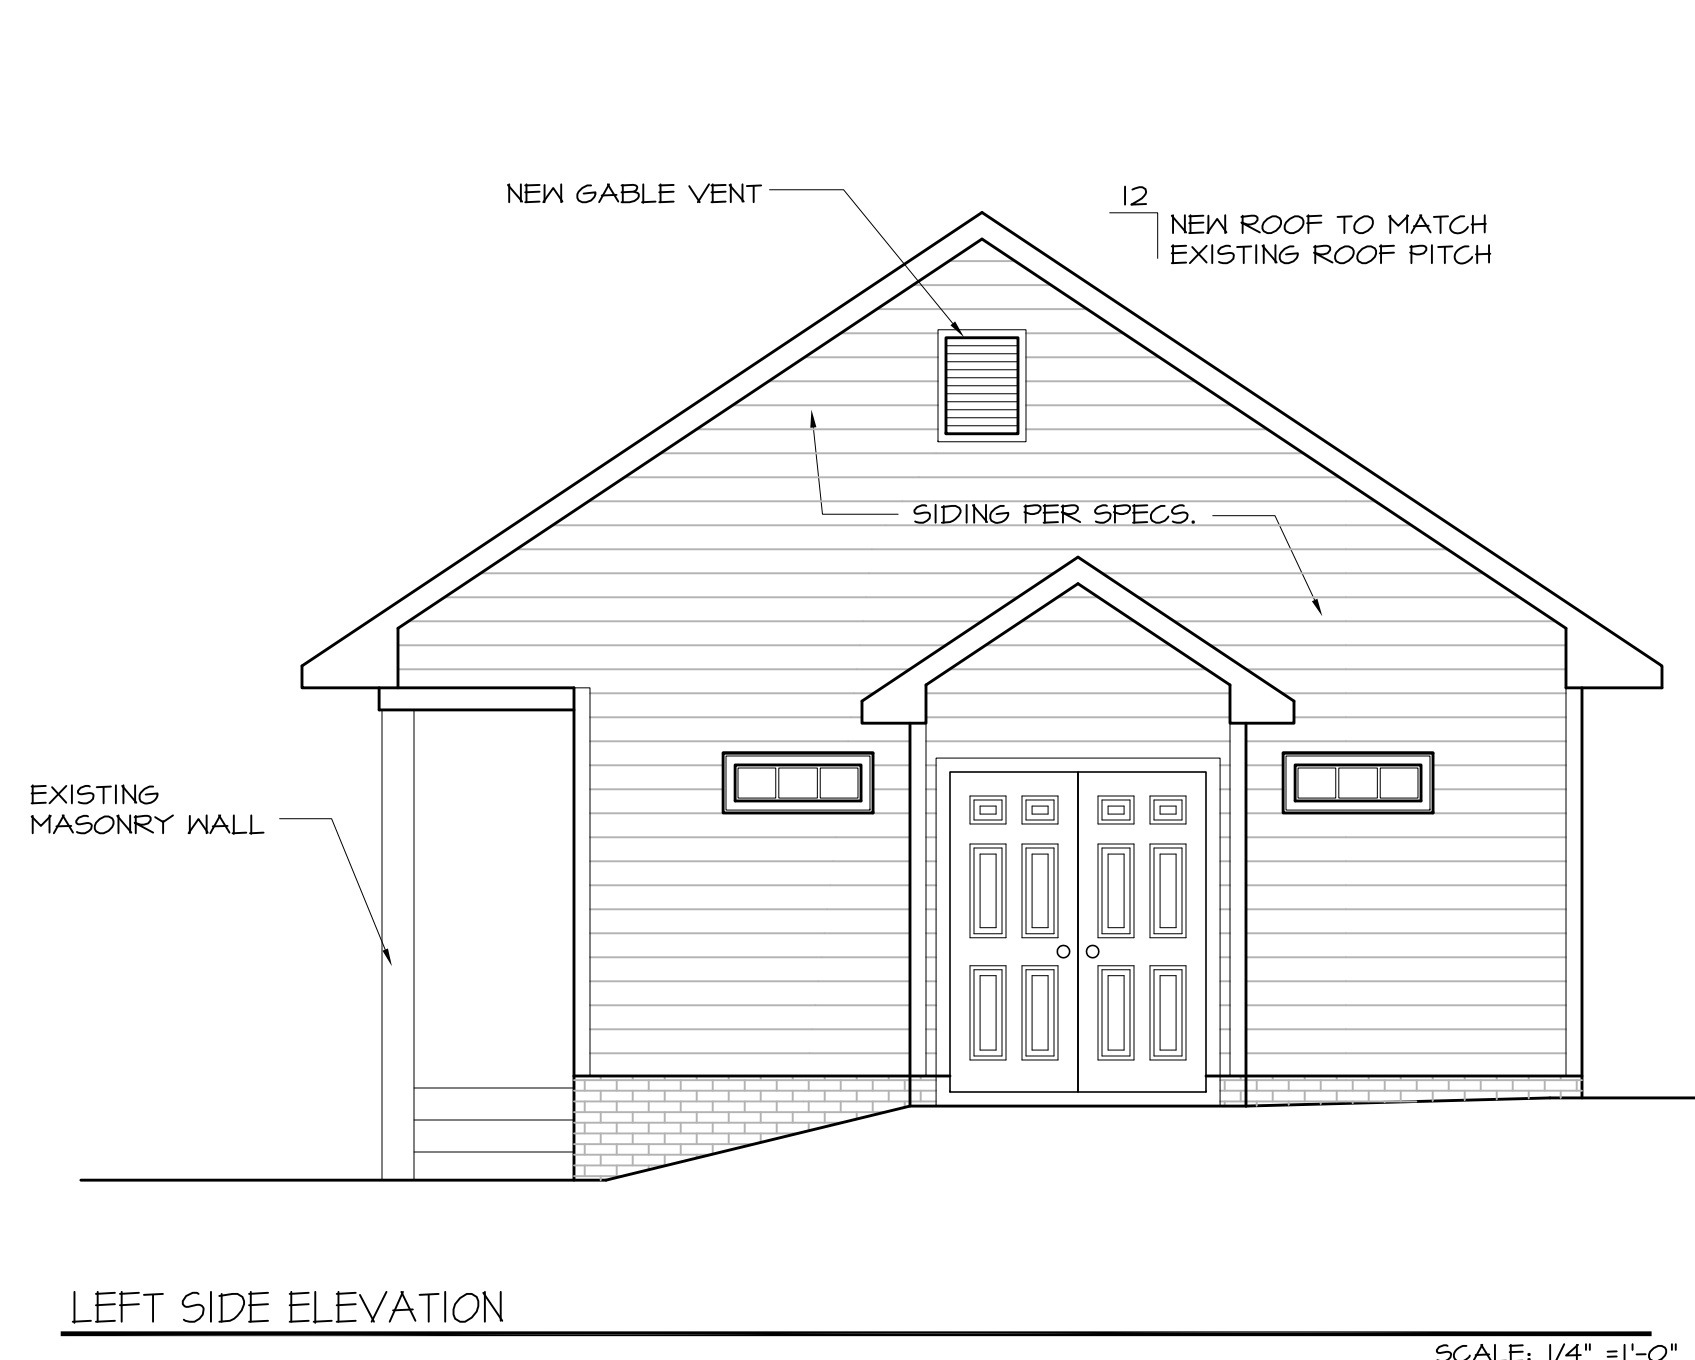 NEW GABLE VENT
12
NEW ROOF TO MATCH
EXISTING ROOF PITCH
SIDING PER SPECS.
EXISTING
MASONRY WALL
LEFT SIDE ELEVATION
SCALE: 1/4" =1'-0"